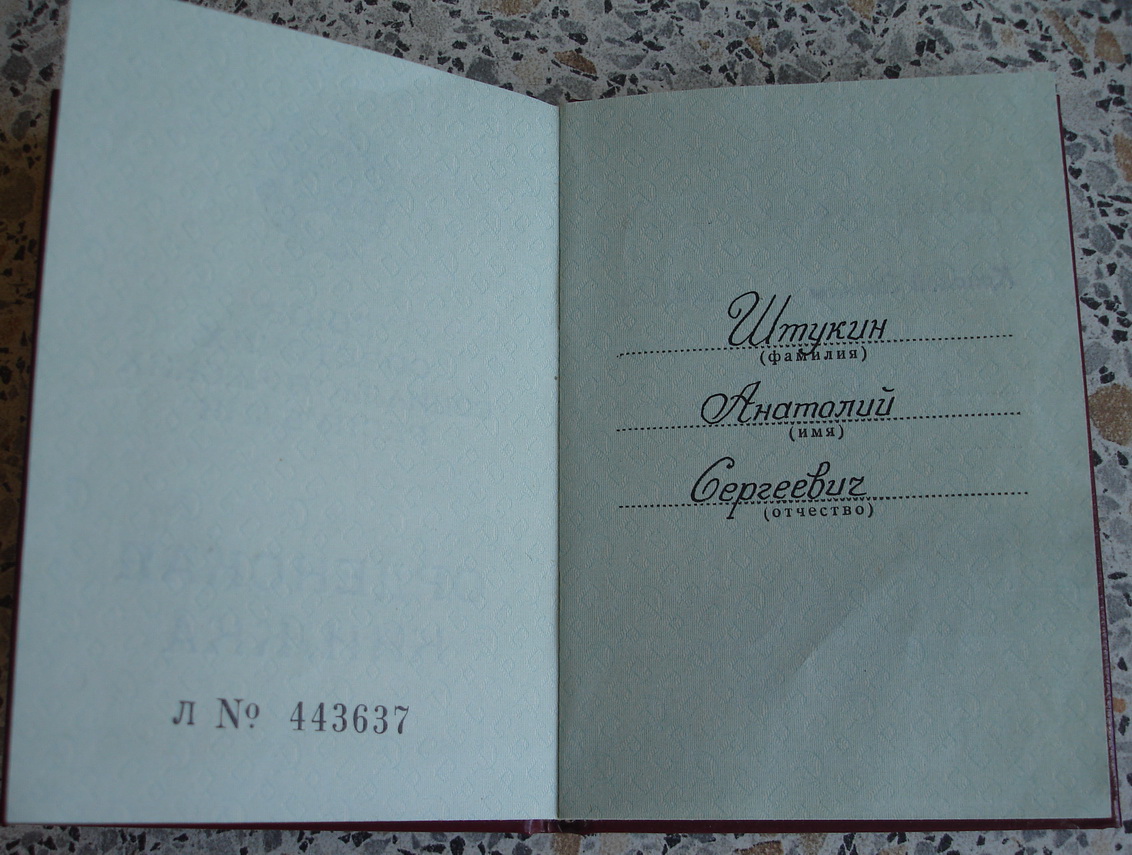 л № 443637
Штукин
(фамилия)
Анатолий
(имя)
Сергеевич
(отчество)